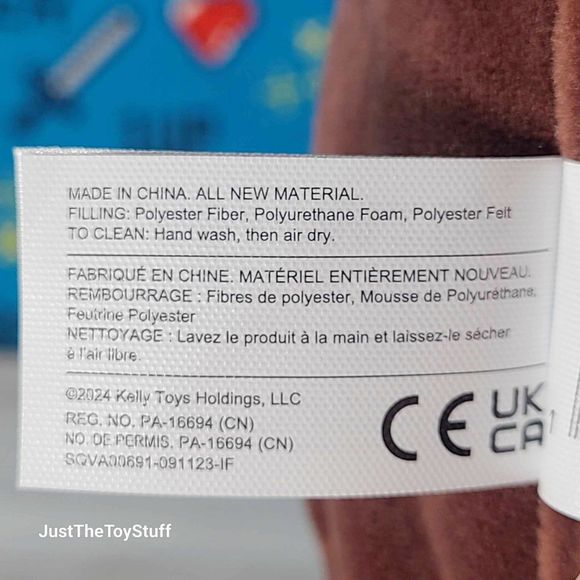 MADE IN CHINA. ALL NEW MATERIAL.
FILLING: Polyester Fiber, Polyurethane Foam, Polyester Felt
TO CLEAN: Hand wash, then air dry.
FABRIQUÉ EN CHINE. MATÉRIEL ENTIÈREMENT NOUVEAU.
REMBOURRAGE : Fibres de polyester, Mousse de Polyuréthane,
Feutrine Polyester
NETTOYAGE : Lavez le produit à la main et laissez-le sécher
à l'air libre.
©2024 Kelly Toys Holdings, LLC
REG. NO. PA-16694 (CN)
NO. DE PERMIS. PA-16694 (CN)
SQVA00691-091123-IF
CE
UK
CA
1
JustTheToyStuff